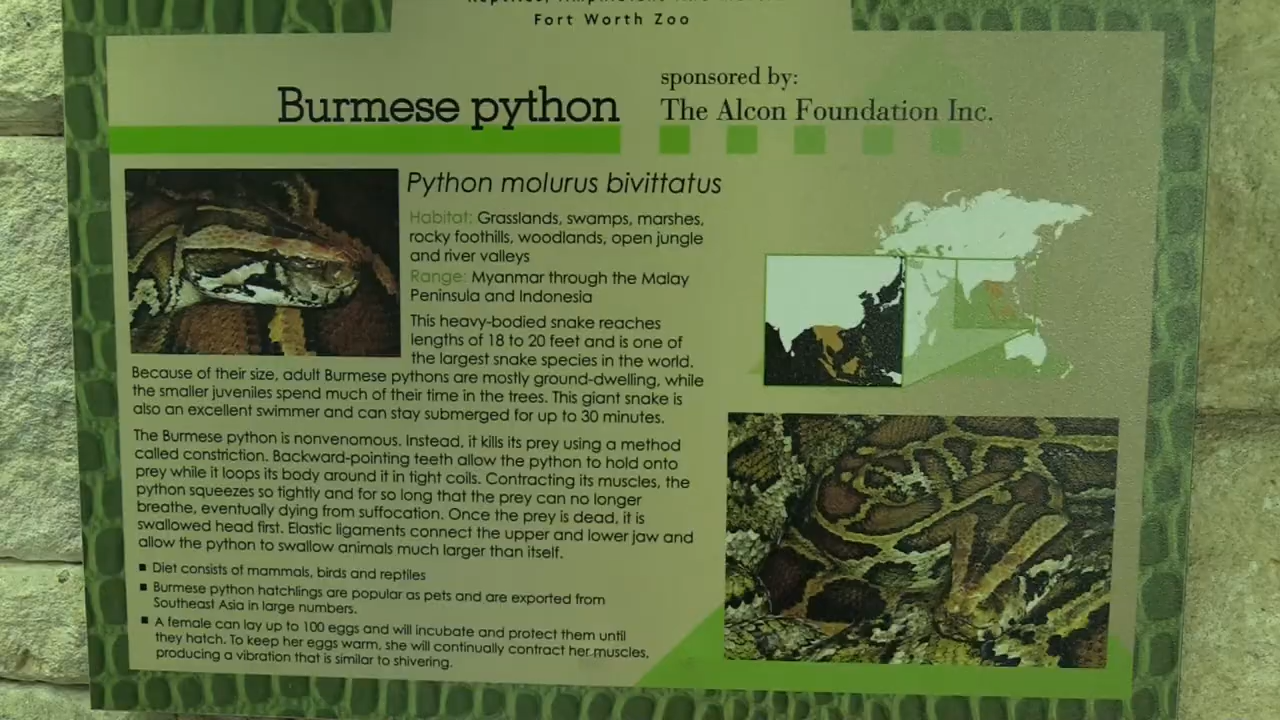 Fort Worth Zoo
Burmese python
sponsored by:
The Alcon Foundation Inc.
Python molurus bivittatus
Habitat: Grasslands, swamps, marshes,
rocky foothills, woodlands, open jungle
and river valleys
Range: Myanmar through the Malay
Peninsula and Indonesia
This heavy-bodied snake reaches
lengths of 18 to 20 feet and is one of
the largest snake species in the world.
Because of their size, adult Burmese pythons are mostly ground-dwelling, while
the smaller juveniles spend much of their time in the trees. This giant snake is
also an excellent swimmer and can stay submerged for up to 30 minutes.
The Burmese python is nonvenomous. Instead, it kills its prey using a method
called constriction. Backward-pointing teeth allow the python to hold onto
prey while it loops its body around it in tight coils. Contracting its muscles, the
python squeezes so tightly and for so long that the prey can no longer
breathe, eventually dying from suffocation. Once the prey is dead, it is
swallowed head first. Elastic ligaments connect the upper and lower jaw and
allow the python to swallow animals much larger than itself.
▪ Diet consists of mammals, birds and reptiles
▪ Burmese python hatchlings are popular as pets and are exported from
Southeast Asia in large numbers.
▪ A female can lay up to 100 eggs and will incubate and protect them until
they hatch. To keep her eggs warm, she will continually contract her muscles,
producing a vibration that is similar to shivering.